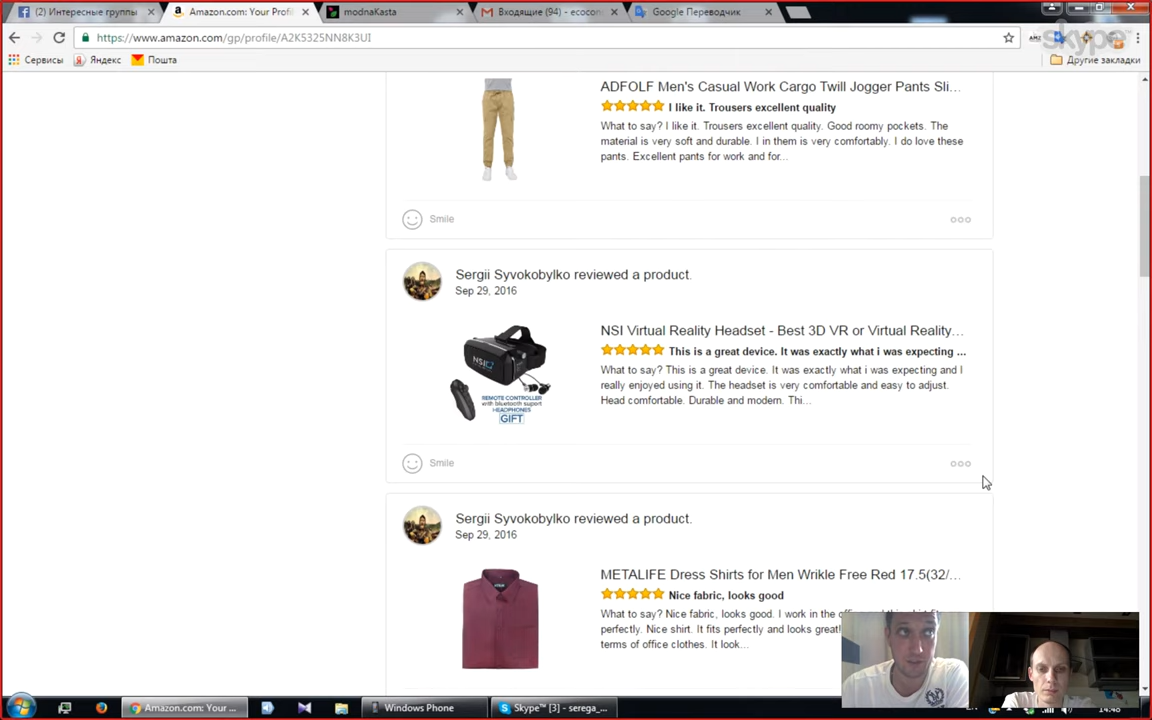 (2) Интересные группы
Amazon.com: Your Profi
modnaKasta
Входящие (94) - ecocon
Google Переводчик
https://www.amazon.com/gp/profile/A2K5325NN8K3UI
skype
Сервисы
Яндекс
Почта
Другие закладки
ADFOLF Men's Casual Work Cargo Twill Jogger Pants Sli...
I like it. Trousers excellent quality
What to say? I like it. Trousers excellent quality. Good roomy pockets. The
material is very soft and durable. I in them is very comfortably. I do love these
pants. Excellent pants for work and for...
Smile
Sergii Syvokobylko reviewed a product.
Sep 29, 2016
NSI Virtual Reality Headset - Best 3D VR or Virtual Reality...
This is a great device. It was exactly what i was expecting ...
What to say? This is a great device. It was exactly what i was expecting and I
really enjoyed using it. The headset is very comfortable and easy to adjust.
Head comfortable. Durable and modern. Thi...
NSI
REMOTE CONTROLLER
with bluetooth suport
HEADPHONES
GIFT
Smile
Sergii Syvokobylko reviewed a product.
Sep 29, 2016
METALIFE Dress Shirts for Men Wrikle Free Red 17.5(32/...
Nice fabric, looks good
What to say? Nice fabric, looks good. I work in the
perfectly. Nice shirt. It fits perfectly and looks great!
terms of office clothes. It look...
Amazon.com: Your ...
Windows Phone
Skype™ [3] - serega_...
14:48